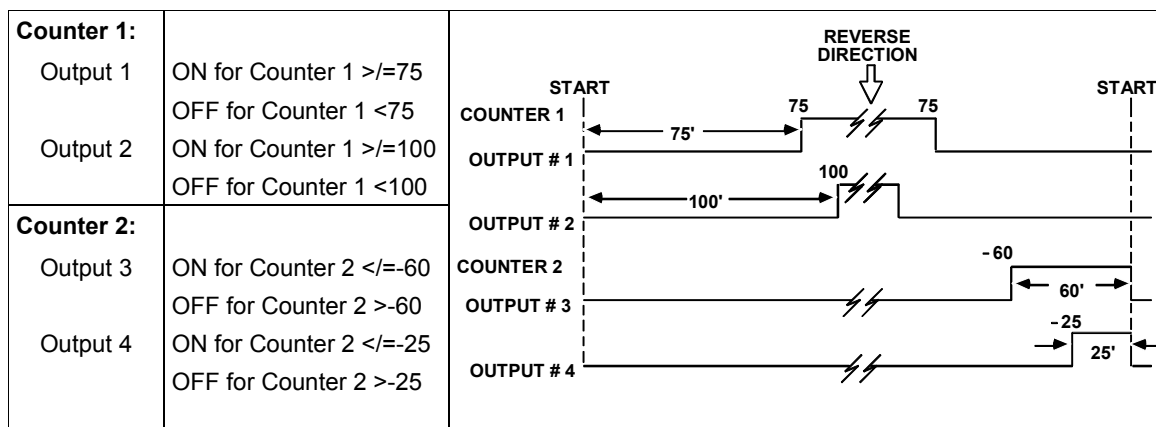 Counter 1:
Output 1 ON for Counter 1 >/=75
OFF for Counter 1 <75
Output 2 ON for Counter 1 >/=100
OFF for Counter 1 <100
Counter 2:
Output 3 ON for Counter 2 </=-60
OFF for Counter 2 >-60
Output 4 ON for Counter 2 </=-25
OFF for Counter 2 >-25
REVERSE
DIRECTION
START START
COUNTER 1 75 75
75'
OUTPUT # 1
100
100'
OUTPUT # 2
COUNTER 2 -60
60'
OUTPUT # 3
-25
25'
OUTPUT # 4